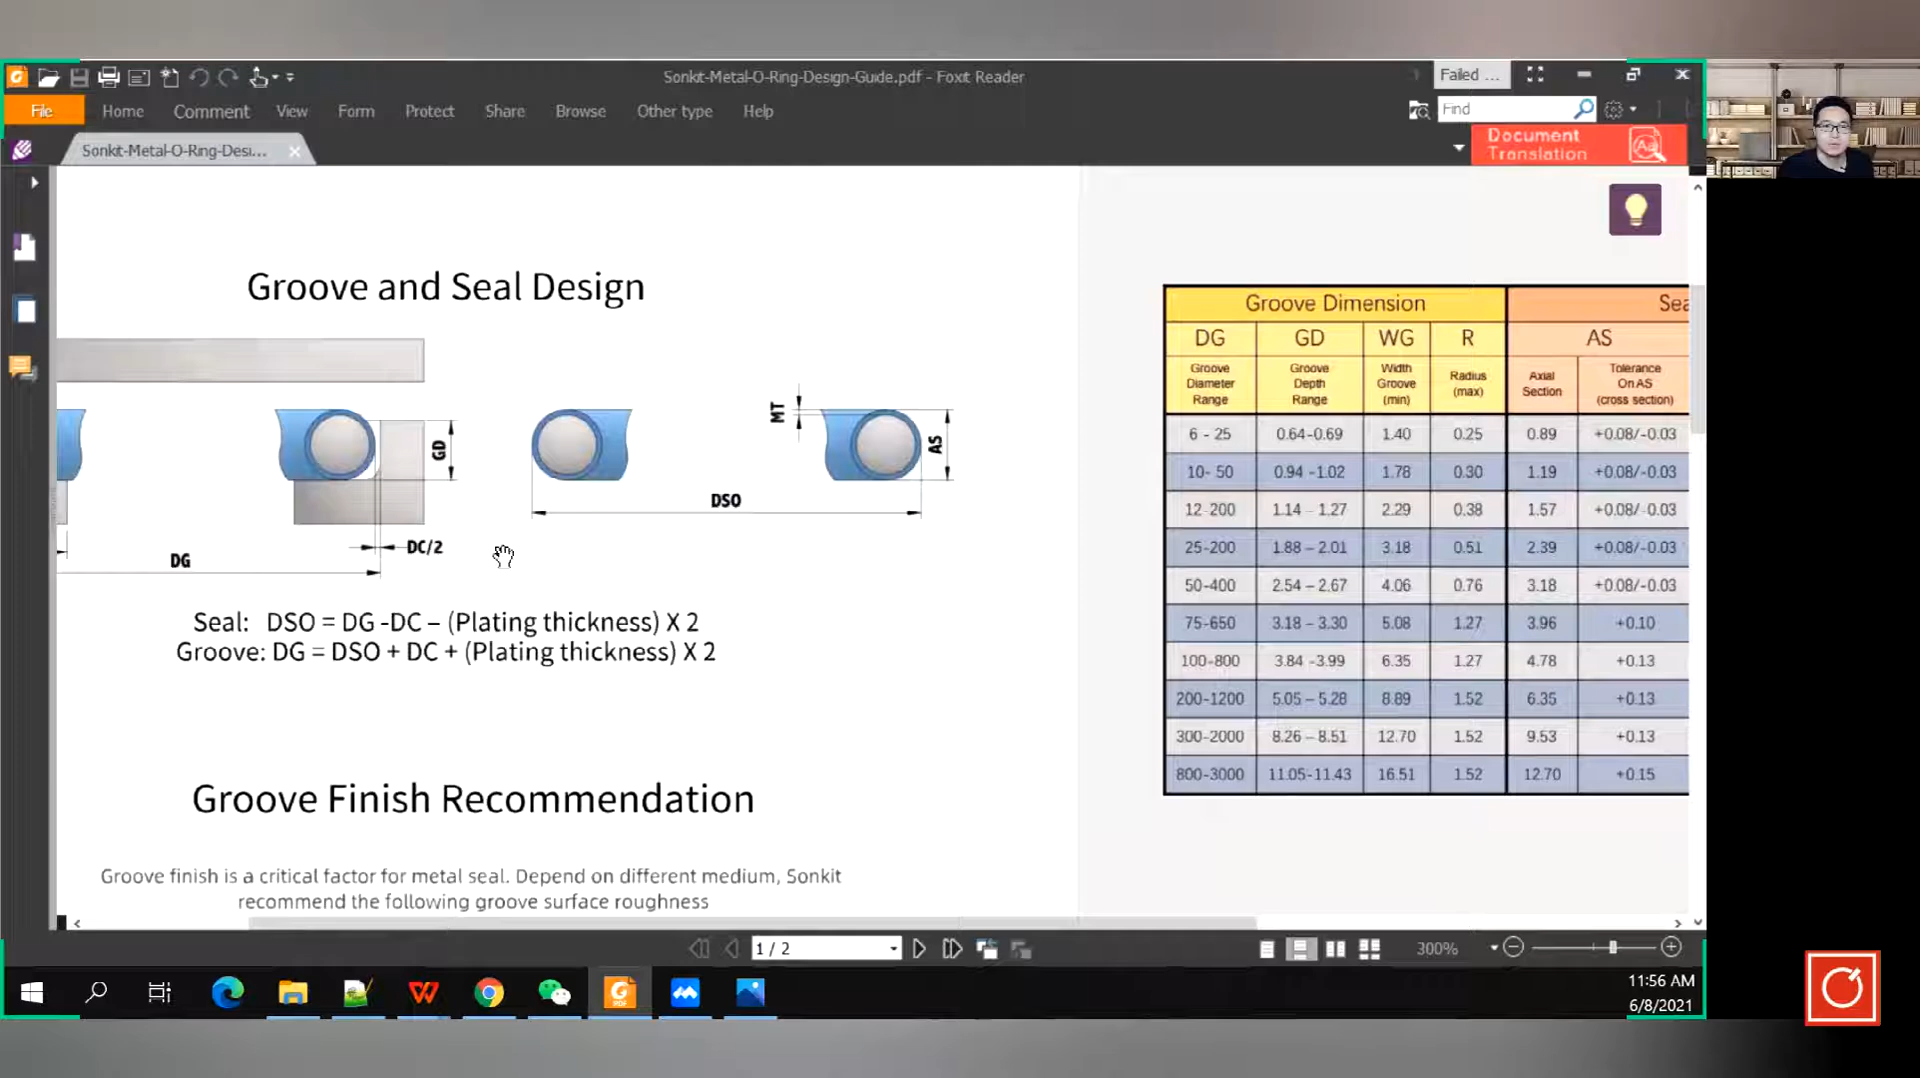 Sonkit-Metal-O-Ring-Design-Guide.pdf - Foxit Reader
Failed ...
File Home Comment View Form Protect Share Browse Other type Help
Find
Document
Translation
Sonkit-Metal-O-Ring-Desi...
Groove and Seal Design
GD
DG
DC/2
MT
AS
DSO
Seal: DSO = DG -DC – (Plating thickness) X 2
Groove: DG = DSO + DC + (Plating thickness) X 2
Groove Finish Recommendation
Groove finish is a critical factor for metal seal. Depend on different medium, Sonkit
recommend the following groove surface roughness
Groove Dimension Sea
DG GD WG R AS
Groove Diameter Range Groove Depth Range Width Groove (min) Radius (max) Axial Section Tolerance On AS (cross section)
6 - 25 0.64-0.69 1.40 0.25 0.89 +0.08/-0.03
10- 50 0.94 -1.02 1.78 0.30 1.19 +0.08/-0.03
12-200 1.14 - 1.27 2.29 0.38 1.57 +0.08/-0.03
25-200 1.88 – 2.01 3.18 0.51 2.39 +0.08/-0.03
50-400 2.54 – 2.67 4.06 0.76 3.18 +0.08/-0.03
75-650 3.18 – 3.30 5.08 1.27 3.96 +0.10
100-800 3.84 -3.99 6.35 1.27 4.78 +0.13
200-1200 5.05 – 5.28 8.89 1.52 6.35 +0.13
300-2000 8.26 – 8.51 12.70 1.52 9.53 +0.13
800-3000 11.05-11.43 16.51 1.52 12.70 +0.15
1 / 2
300%
11:56 AM
6/8/2021